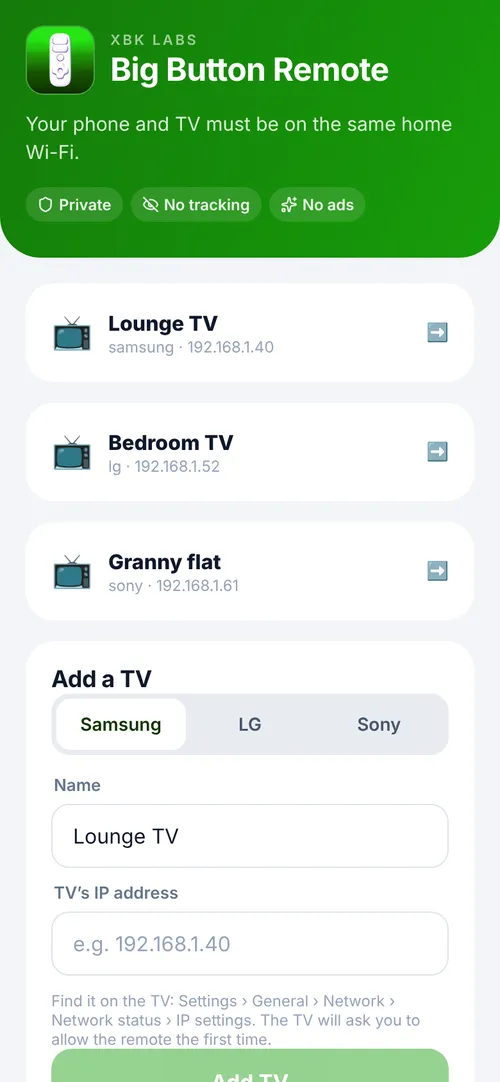 XBK LABS
Big Button Remote
Your phone and TV must be on the same home
Wi-Fi.
Private
No tracking
No ads
Lounge TV
samsung · 192.168.1.40
Bedroom TV
lg · 192.168.1.52
Granny flat
sony · 192.168.1.61
Add a TV
Samsung
LG
Sony
Name
Lounge TV
TV’s IP address
e.g. 192.168.1.40
Find it on the TV: Settings › General › Network ›
Network status › IP settings. The TV will ask you to
allow the remote the first time.
Add TV